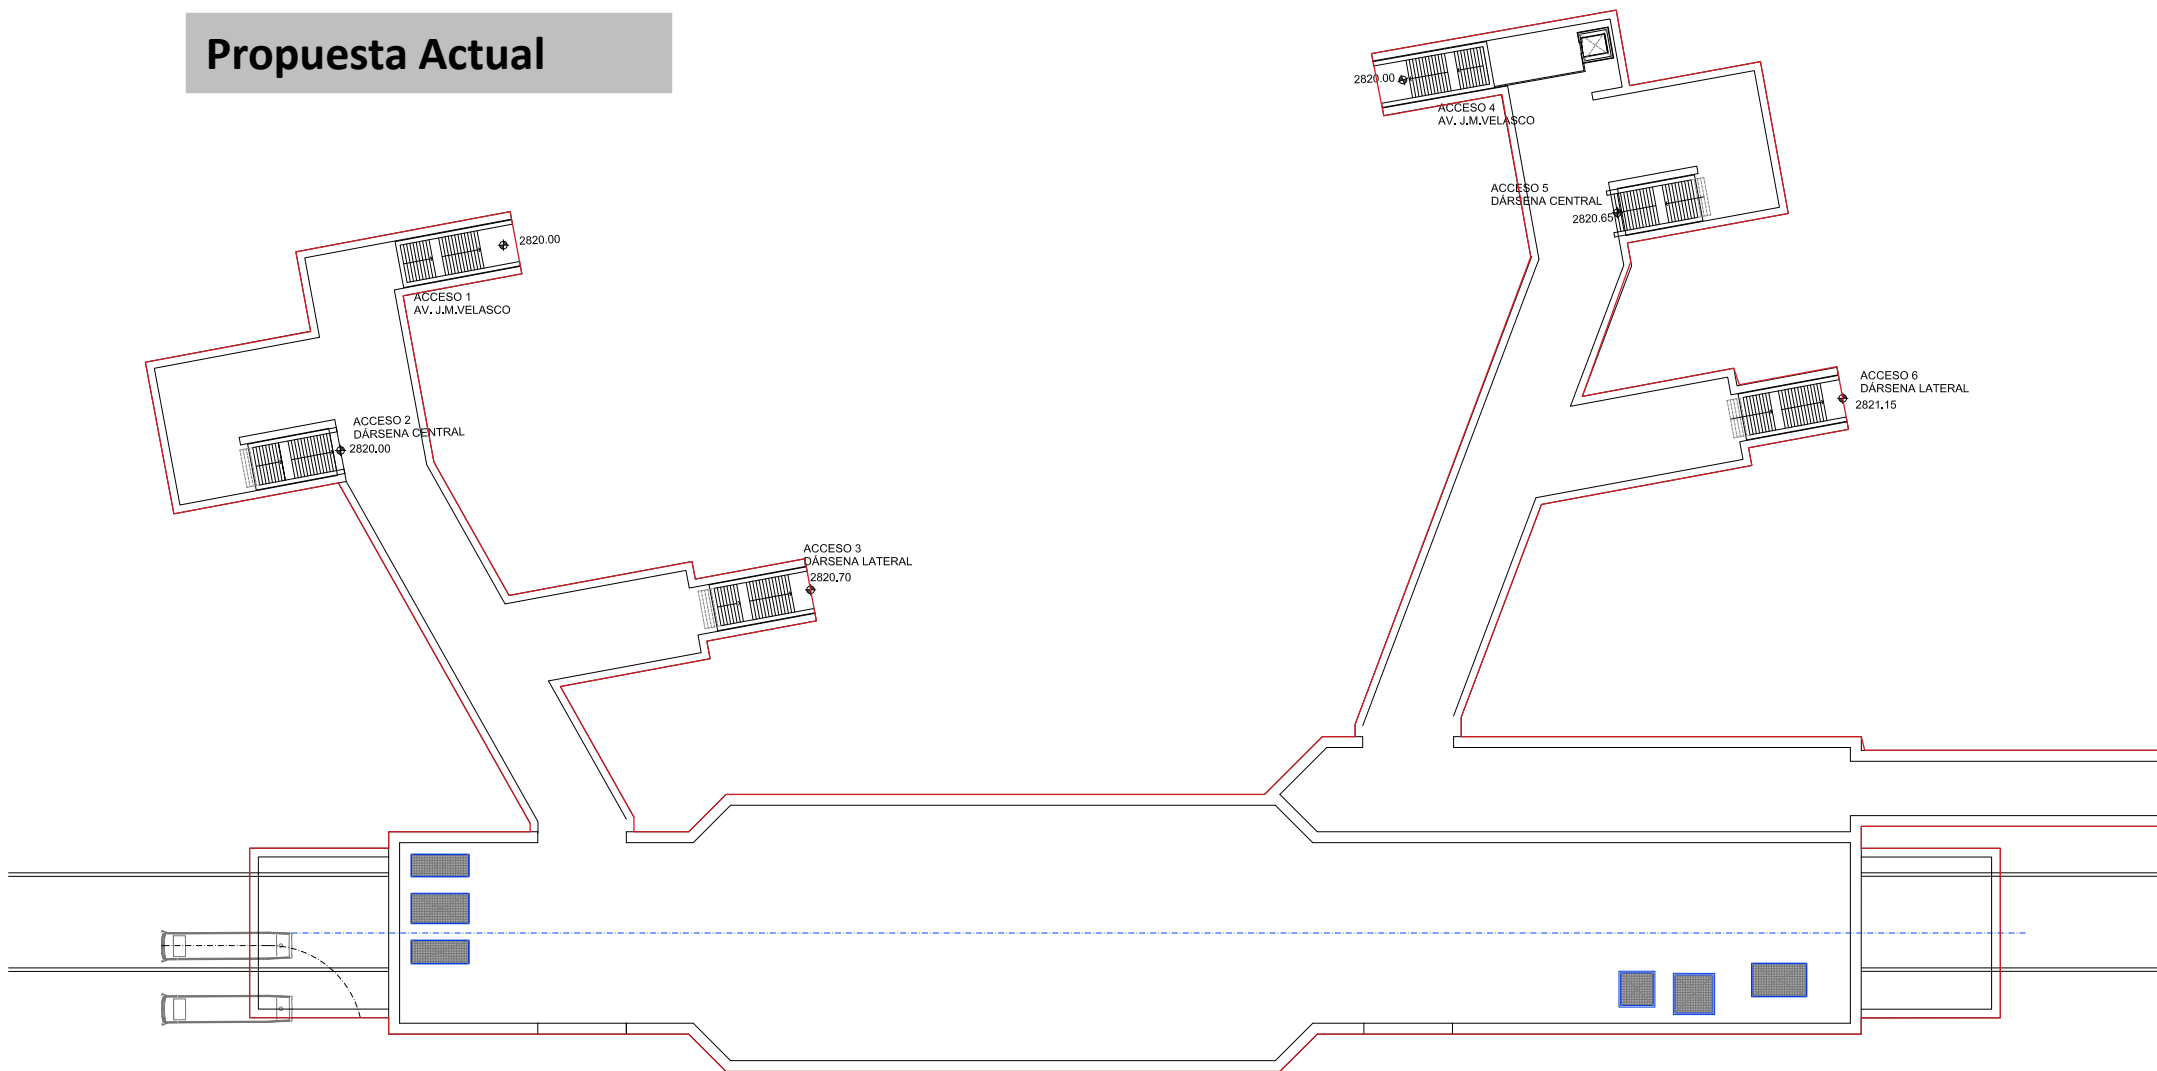 Propuesta Actual
2820.00
ACCESO 4
AV. J.M.VELASCO
ACCESO 5
DÁRSENA CENTRAL
2820.65
2820.00
ACCESO 1
AV. J.M.VELASCO
ACCESO 2
DÁRSENA CENTRAL
2820.00
ACCESO 6
DÁRSENA LATERAL
2821.15
ACCESO 3
DÁRSENA LATERAL
2820.70